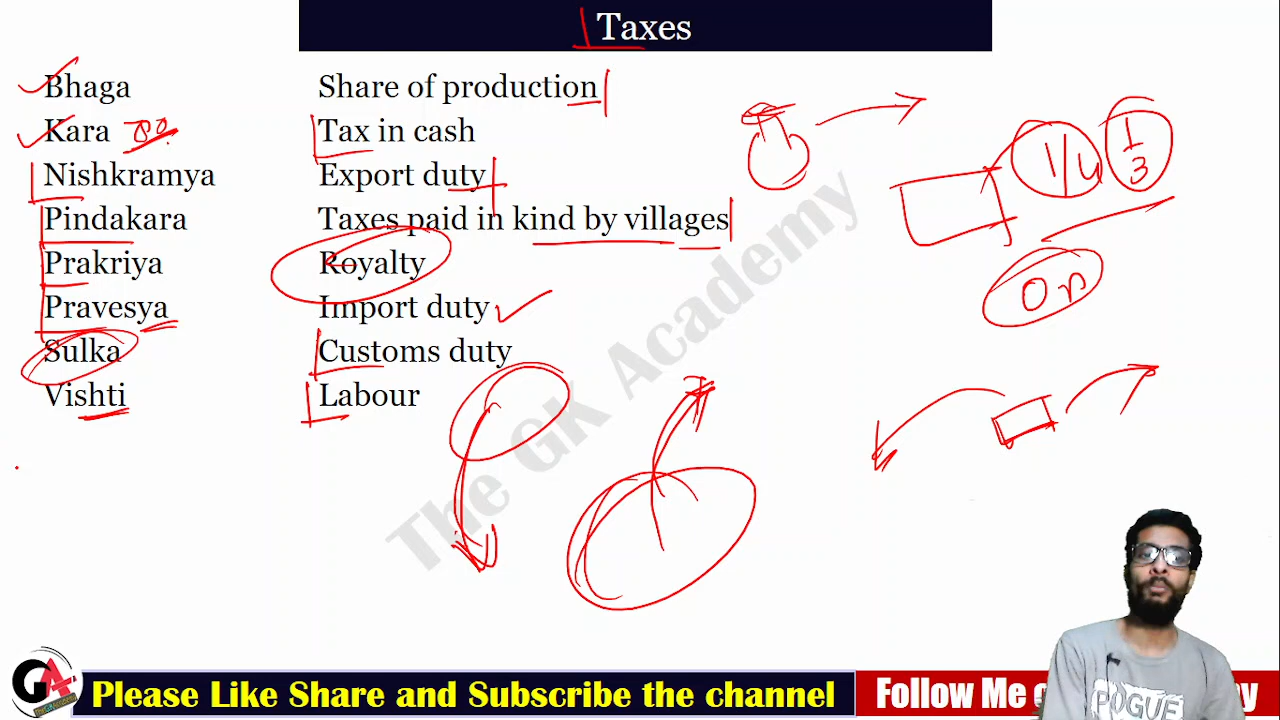 Taxes
Bhaga Share of production
Kara Tax in cash
Nishkramya Export duty
Pindakara Taxes paid in kind by villages
Prakriya Royalty
Pravesya Import duty
Sulka Customs duty
Vishti Labour
1/4 1/3
The GK Academy
GA
Please Like Share and Subscribe the channel
Follow Me
POGUE